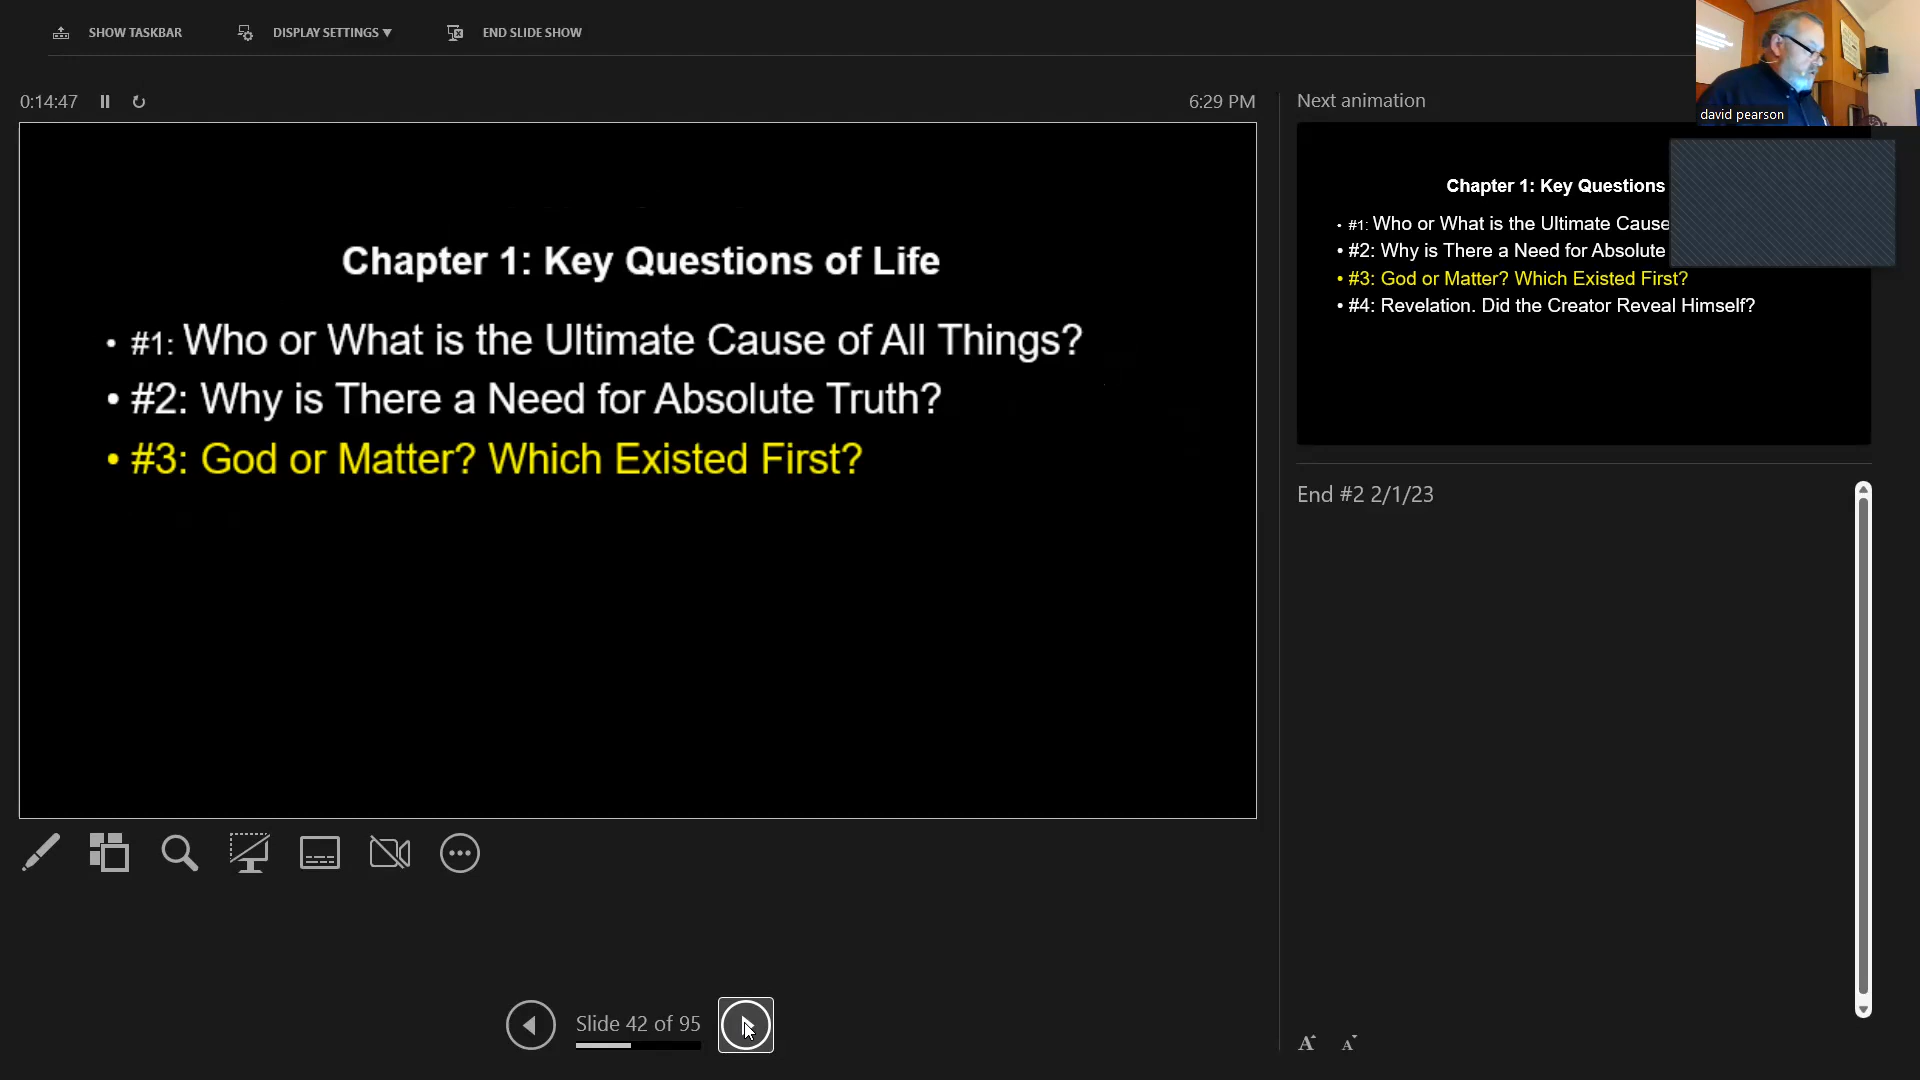 SHOW TASKBAR
DISPLAY SETTINGS ▼
END SLIDE SHOW
0:14:47
6:29 PM
Chapter 1: Key Questions of Life
• #1: Who or What is the Ultimate Cause of All Things?
• #2: Why is There a Need for Absolute Truth?
• #3: God or Matter? Which Existed First?
Slide 42 of 95
Next animation
david pearson
Chapter 1: Key Questions
• #1: Who or What is the Ultimate Cause
• #2: Why is There a Need for Absolute
• #3: God or Matter? Which Existed First?
• #4: Revelation. Did the Creator Reveal Himself?
End #2 2/1/23
A A